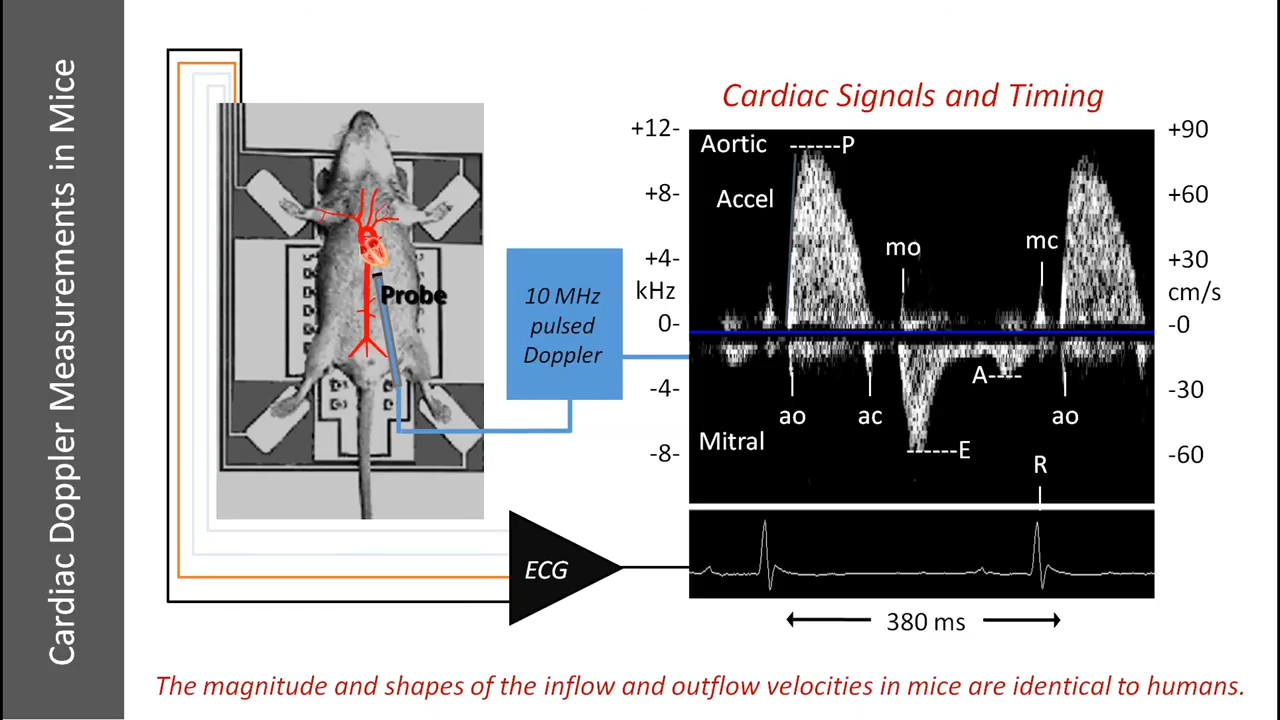 Cardiac Doppler Measurements in Mice
Cardiac Signals and Timing
Probe
10 MHz
pulsed
Doppler
ECG
+12-
+8-
+4-
kHz
0-
-4-
-8-
Aortic ------P
Accel
mo
mc
A----
ao
ac
ao
Mitral
------E
R
+90
+60
+30
cm/s
-0
-30
-60
380 ms
The magnitude and shapes of the inflow and outflow velocities in mice are identical to humans.